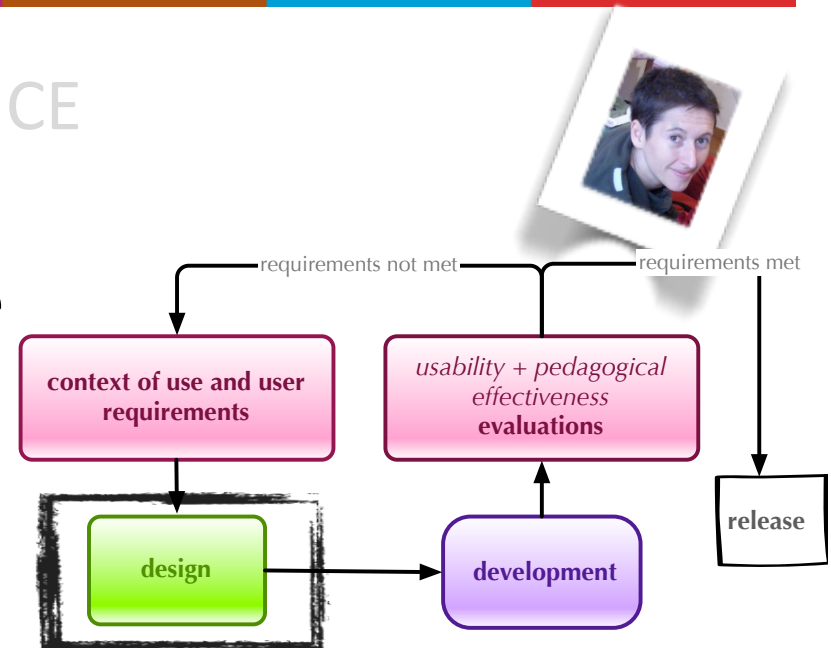 CE
requirements not met
requirements met
context of use and user
requirements
usability + pedagogical
effectiveness
evaluations
release
design
development